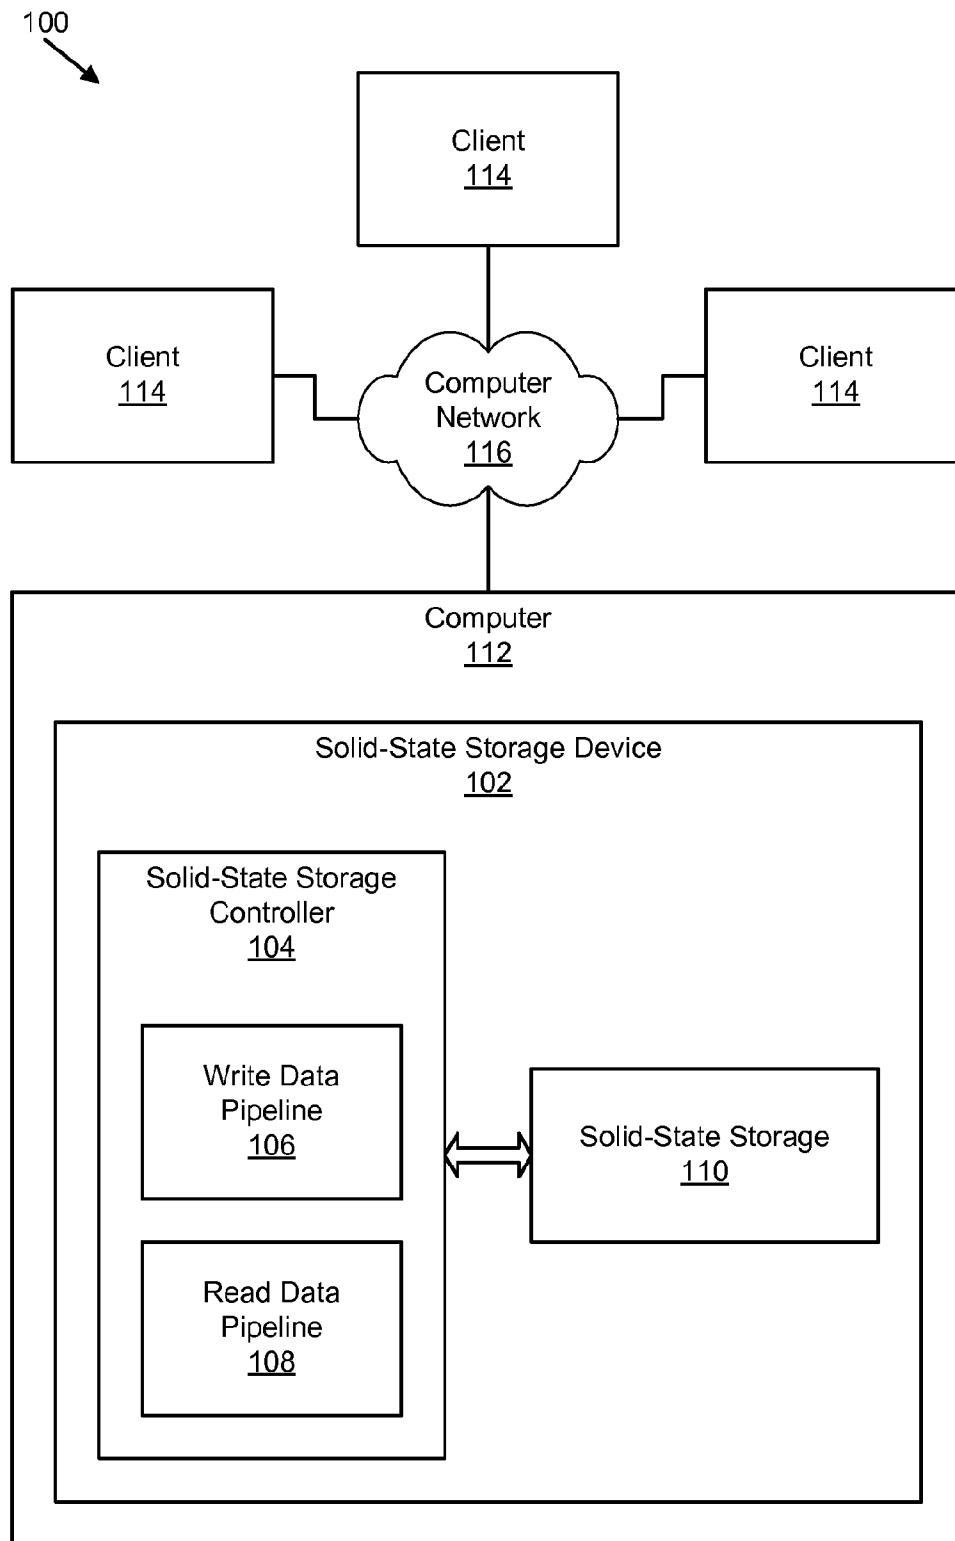 100
Client
114
Client
114
Client
114
Computer
Network
116
Computer
112
Solid-State Storage Device
102
Solid-State Storage
Controller
104
Write Data
Pipeline
106
Solid-State Storage
110
Read Data
Pipeline
108